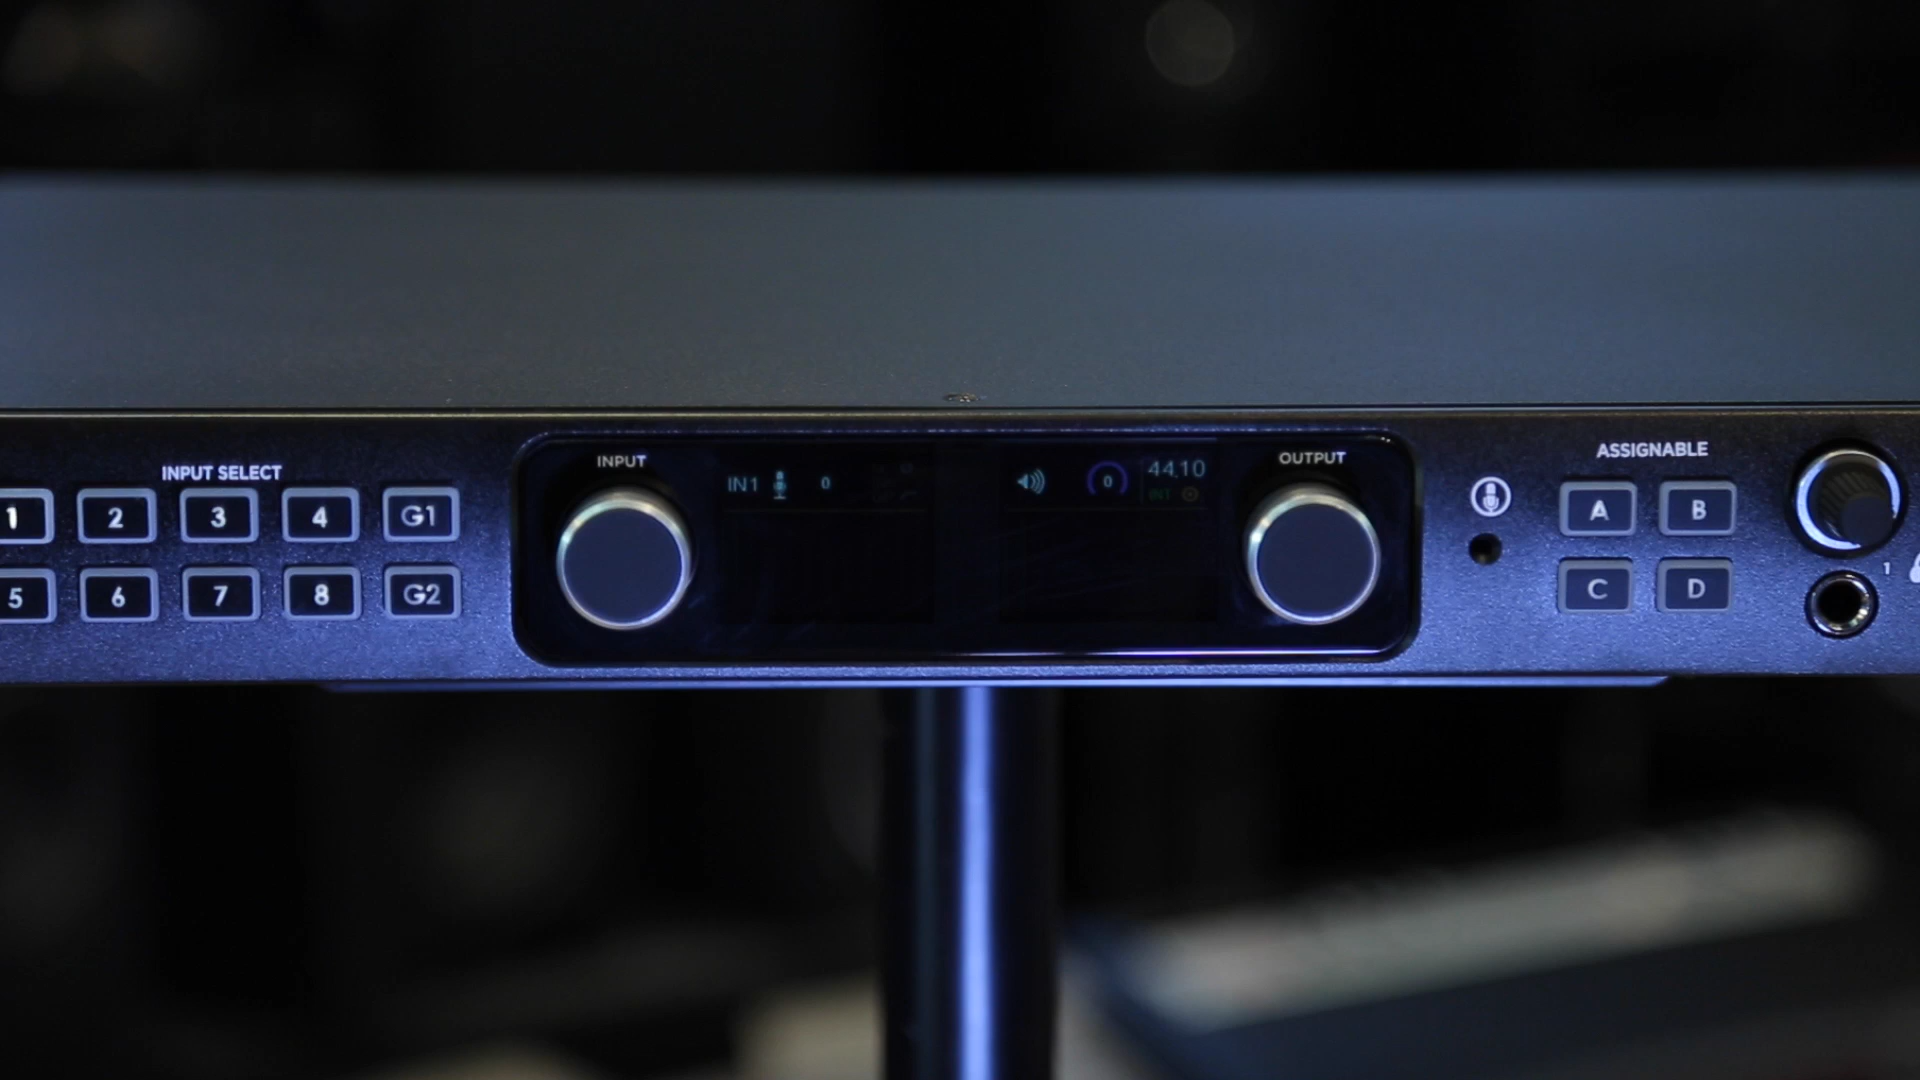 INPUT SELECT
1 2 3 4 G1
5 6 7 8 G2
INPUT
IN1 0
0 44.10
INT
OUTPUT
ASSIGNABLE
A B
C D
1